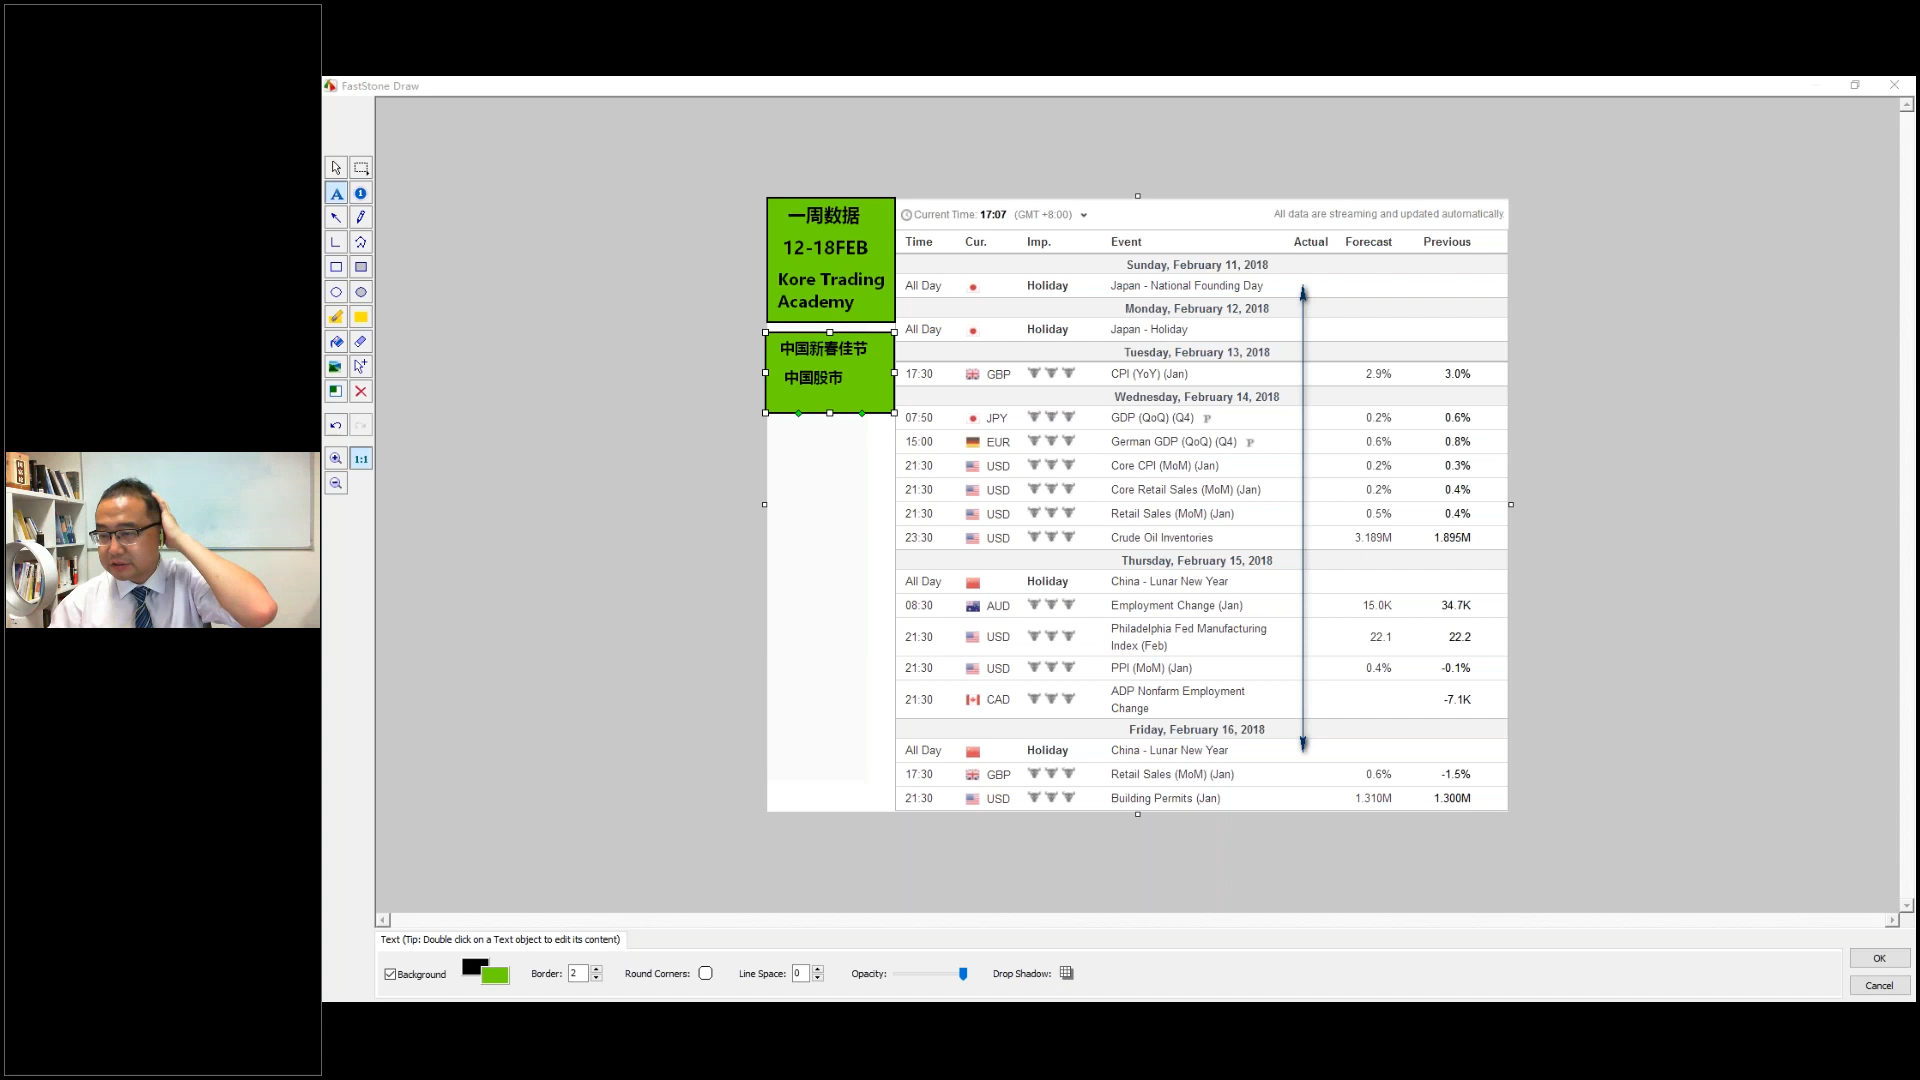 FastStone Draw
一周数据
12-18FEB
Kore Trading
Academy
中国新春佳节
中国股市
Current Time: 17:07 (GMT +8:00)
All data are streaming and updated automatically.
Time Cur. Imp. Event Actual Forecast Previous
Sunday, February 11, 2018
All Day Holiday Japan - National Founding Day
Monday, February 12, 2018
All Day Holiday Japan - Holiday
Tuesday, February 13, 2018
17:30 GBP CPI (YoY) (Jan) 2.9% 3.0%
Wednesday, February 14, 2018
07:50 JPY GDP (QoQ) (Q4) P 0.2% 0.6%
15:00 EUR German GDP (QoQ) (Q4) P 0.6% 0.8%
21:30 USD Core CPI (MoM) (Jan) 0.2% 0.3%
21:30 USD Core Retail Sales (MoM) (Jan) 0.2% 0.4%
21:30 USD Retail Sales (MoM) (Jan) 0.5% 0.4%
23:30 USD Crude Oil Inventories 3.189M 1.895M
Thursday, February 15, 2018
All Day Holiday China - Lunar New Year
08:30 AUD Employment Change (Jan) 15.0K 34.7K
21:30 USD Philadelphia Fed Manufacturing
Index (Feb) 22.1 22.2
21:30 USD PPI (MoM) (Jan) 0.4% -0.1%
21:30 CAD ADP Nonfarm Employment
Change -7.1K
Friday, February 16, 2018
All Day Holiday China - Lunar New Year
17:30 GBP Retail Sales (MoM) (Jan) 0.6% -1.5%
21:30 USD Building Permits (Jan) 1.310M 1.300M
A
1
1:1
Text (Tip: Double click on a Text object to edit its content)
Background Border: 2 Round Corners: Line Space: 0 Opacity: Drop Shadow:
OK
Cancel